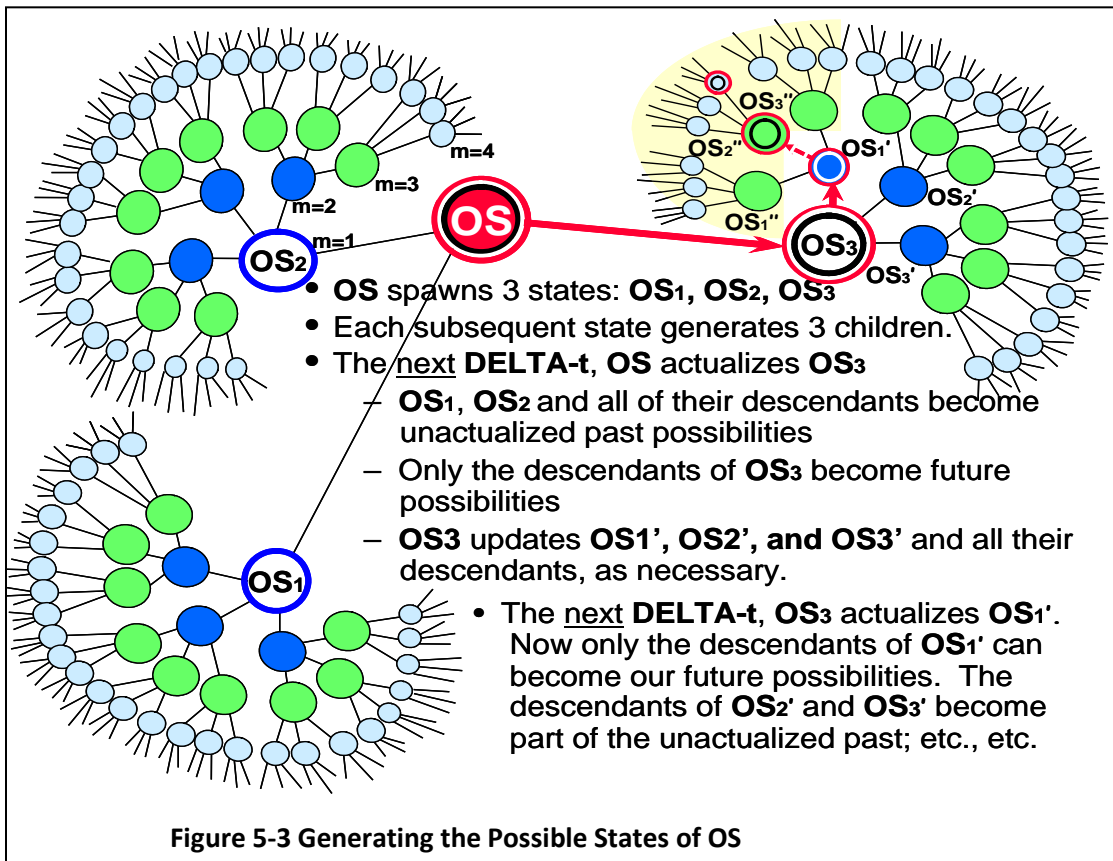 m=4
m=3
m=2
m=1
OS₂
OS
OS₃''
OS₂''
OS₁'
OS₂'
OS₁''
OS₃
OS₃'
• OS spawns 3 states: OS₁, OS₂, OS₃
• Each subsequent state generates 3 children.
• The next DELTA-t, OS actualizes OS₃
– OS₁, OS₂ and all of their descendants become
unactualized past possibilities
– Only the descendants of OS₃ become future
possibilities
– OS3 updates OS1’, OS2’, and OS3’ and all their
descendants, as necessary.
OS₁
• The next DELTA-t, OS₃ actualizes OS₁'.
Now only the descendants of OS₁' can
become our future possibilities. The
descendants of OS₂' and OS₃' become
part of the unactualized past; etc., etc.
Figure 5-3 Generating the Possible States of OS